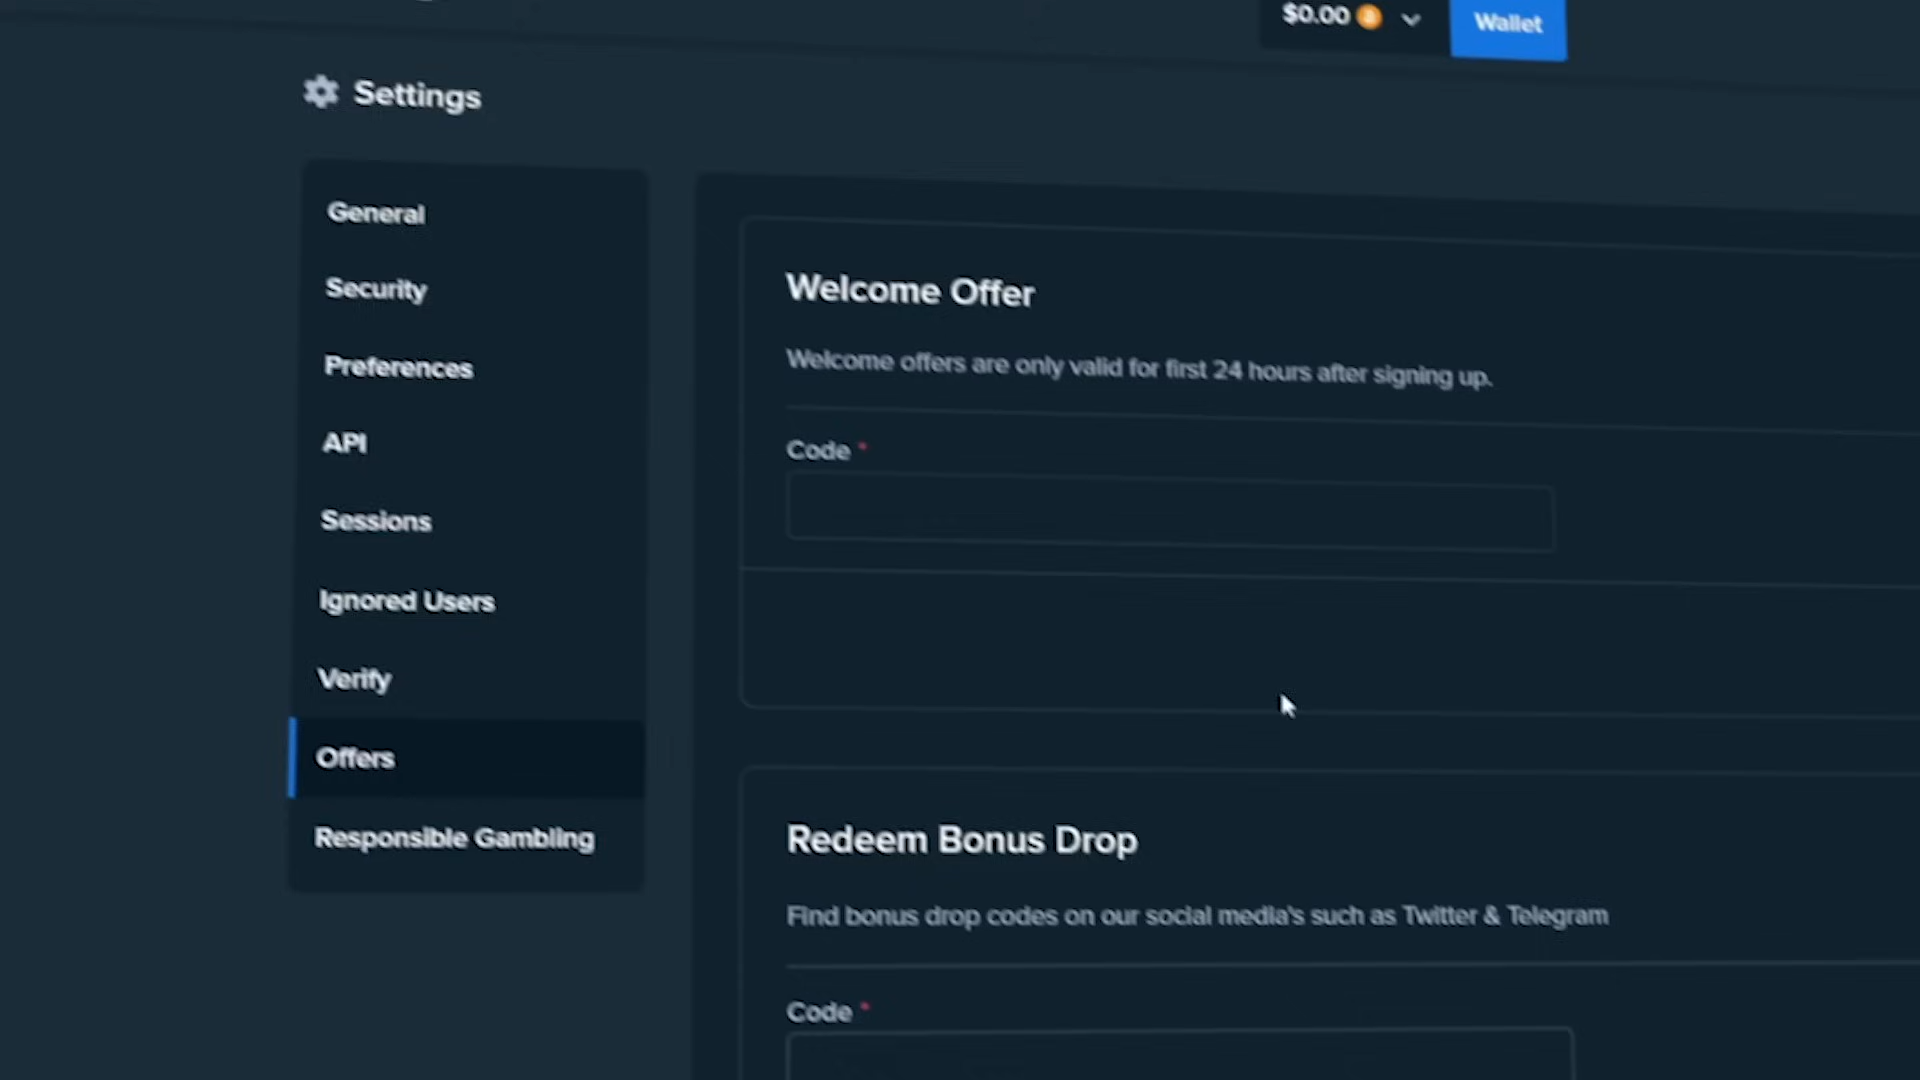 $0.00
Wallet
Settings
General
Security
Preferences
API
Sessions
Ignored Users
Verify
Offers
Responsible Gambling
Welcome Offer
Welcome offers are only valid for first 24 hours after signing up.
Code *
Redeem Bonus Drop
Find bonus drop codes on our social media's such as Twitter & Telegram
Code *